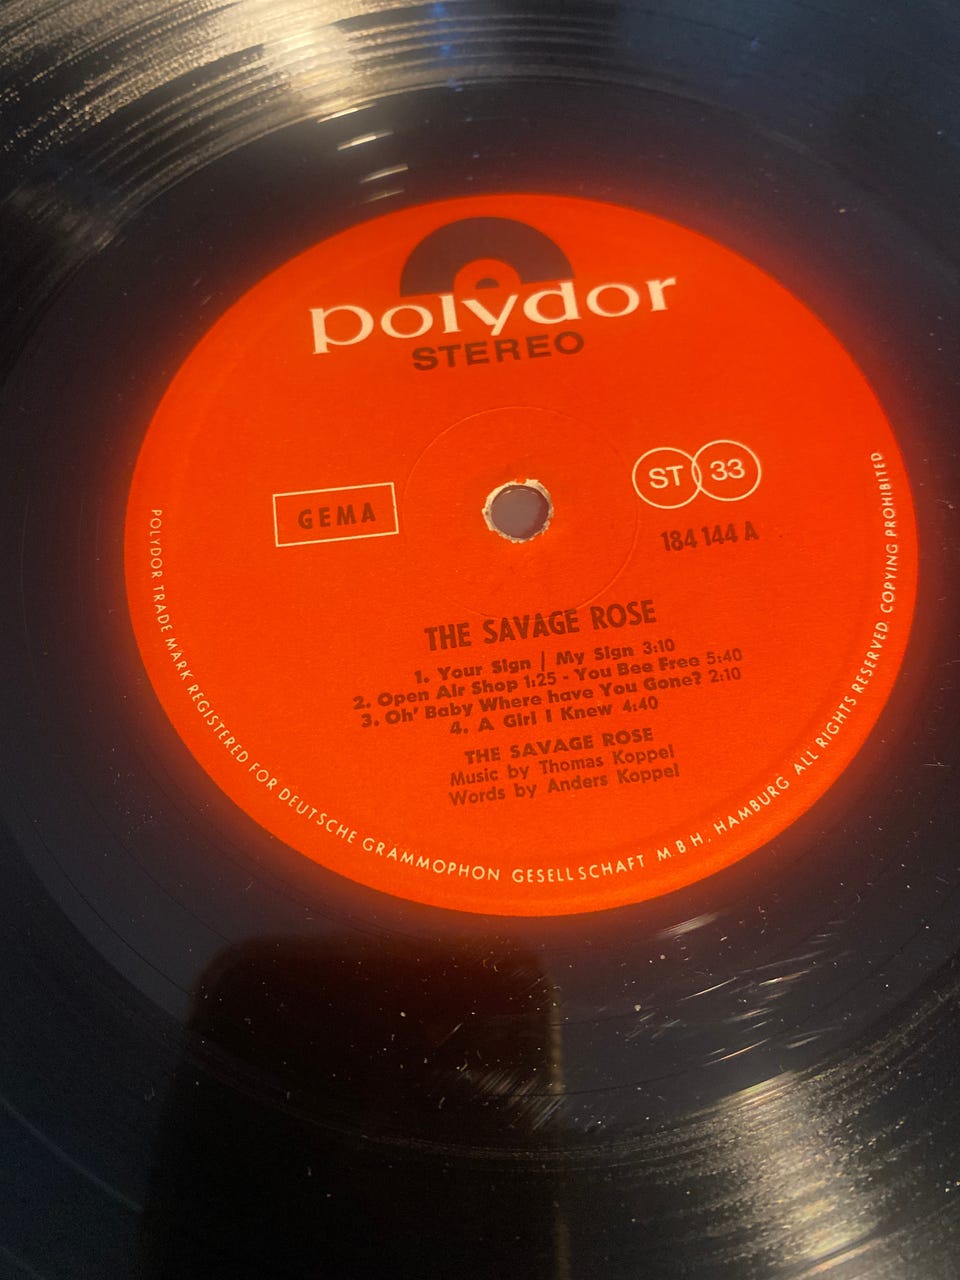 polydor
STEREO
GEMA
ST 33
184 144 A
THE SAVAGE ROSE
1. Your Sign / My Sign 3:10
2. Open Air Shop 1:25 - You Bee Free 5:40
3. Oh' Baby Where have You Gone? 2:10
4. A Girl I Knew 4:40
THE SAVAGE ROSE
Music by Thomas Koppel
Words by Anders Koppel
POLYDOR TRADE MARK REGISTERED FOR DEUTSCHE GRAMMOPHON GESELLSCHAFT M.B.H. HAMBURG ALL RIGHTS RESERVED. COPYING PROHIBITED